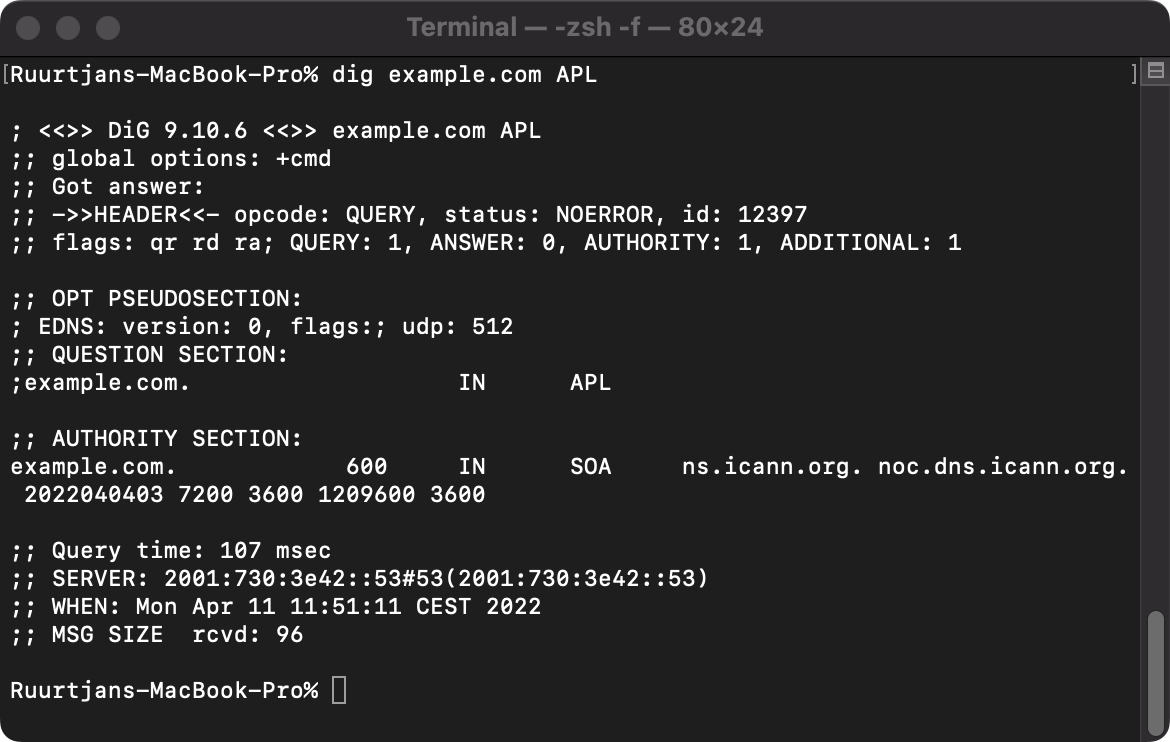 Terminal — -zsh -f — 80×24
[Ruurtjans-MacBook-Pro% dig example.com APL ]
; <<>> DiG 9.10.6 <<>> example.com APL
;; global options: +cmd
;; Got answer:
;; ->>HEADER<<- opcode: QUERY, status: NOERROR, id: 12397
;; flags: qr rd ra; QUERY: 1, ANSWER: 0, AUTHORITY: 1, ADDITIONAL: 1
;; OPT PSEUDOSECTION:
; EDNS: version: 0, flags:; udp: 512
;; QUESTION SECTION:
;example.com. IN APL
;; AUTHORITY SECTION:
example.com. 600 IN SOA ns.icann.org. noc.dns.icann.org.
2022040403 7200 3600 1209600 3600
;; Query time: 107 msec
;; SERVER: 2001:730:3e42::53#53(2001:730:3e42::53)
;; WHEN: Mon Apr 11 11:51:11 CEST 2022
;; MSG SIZE  rcvd: 96
Ruurtjans-MacBook-Pro%